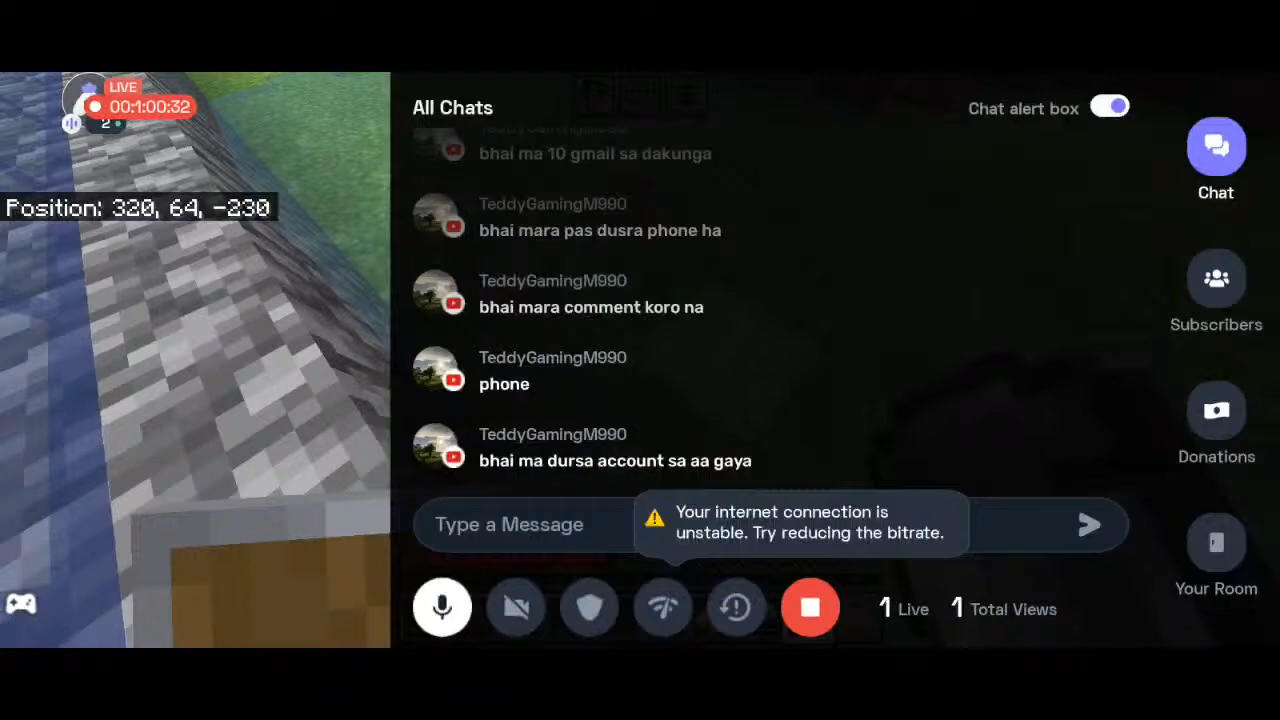 LIVE
00:1:00:32
2
Position: 320, 64, -230
All Chats
Chat alert box
TeddyGamingM990
bhai ma 10 gmail sa dakunga
TeddyGamingM990
bhai mara pas dusra phone ha
TeddyGamingM990
bhai mara comment koro na
TeddyGamingM990
phone
TeddyGamingM990
bhai ma dursa account sa aa gaya
Type a Message
Your internet connection is
unstable. Try reducing the bitrate.
1 Live 1 Total Views
Chat
Subscribers
Donations
Your Room